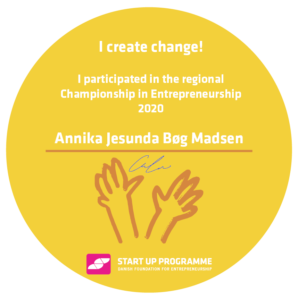 I create change!
I participated in the regional
Championship in Entrepreneurship
2020
Annika Jesunda Bøg Madsen
START UP PROGRAMME
DANISH FOUNDATION FOR ENTREPRENEURSHIP